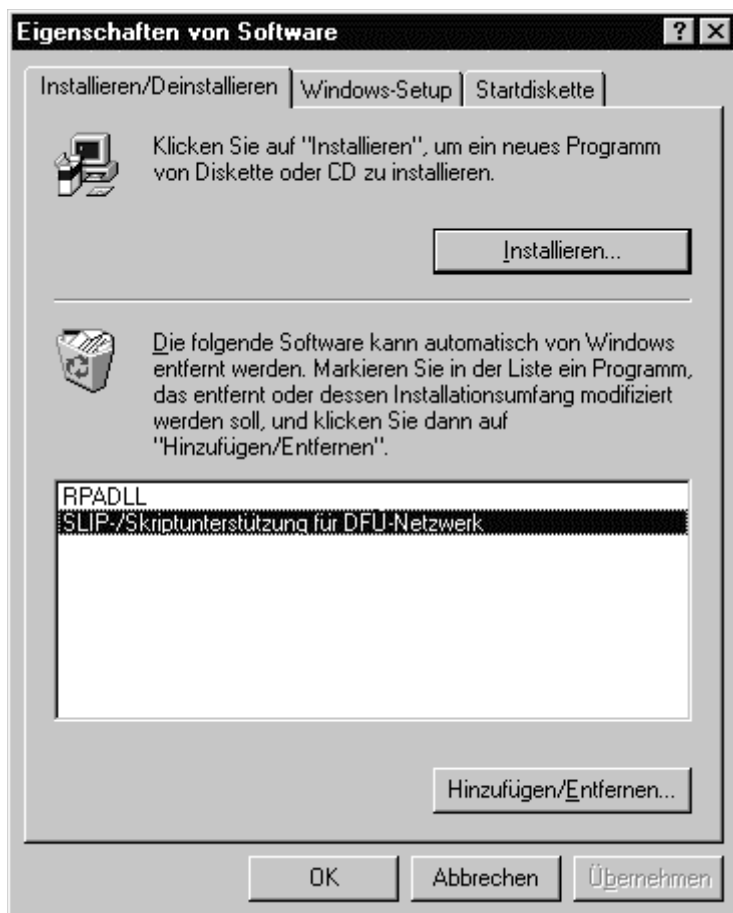 Eigenschaften von Software
Installieren/Deinstallieren
Windows-Setup
Startdiskette
Klicken Sie auf "Installieren", um ein neues Programm
von Diskette oder CD zu installieren.
Installieren...
Die folgende Software kann automatisch von Windows
entfernt werden. Markieren Sie in der Liste ein Programm,
das entfernt oder dessen Installationsumfang modifiziert
werden soll, und klicken Sie dann auf
"Hinzufügen/Entfernen".
RPADLL
SLIP-/Skriptunterstützung für DFÜ-Netzwerk
Hinzufügen/Entfernen...
OK
Abbrechen
Übernehmen